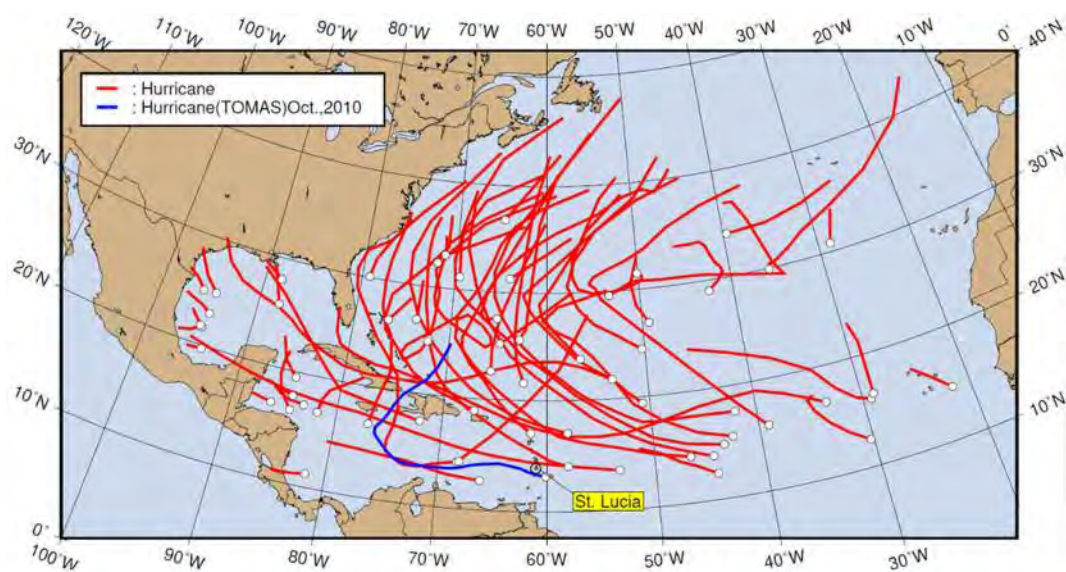 120°W 110°W 100°W 90°W 80°W 70°W 60°W 50°W 40°W 30°W 20°W 10°W 0° 40°N
: Hurricane
: Hurricane(TOMAS)Oct.,2010
30°N 30°N
20°N 20°N
10°N 10°N
St. Lucia
0°
100°W 90°W 80°W 70°W 60°W 50°W 40°W 30°W